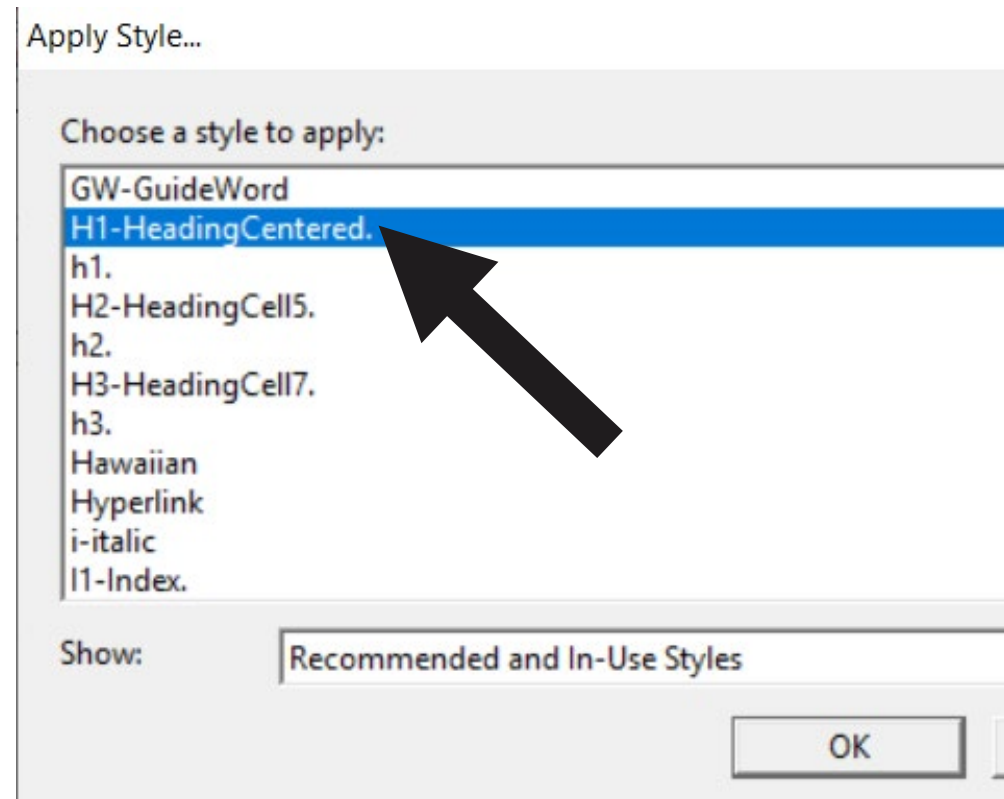 Apply Style...
Choose a style to apply:
GW-GuideWord
H1-HeadingCentered.
h1.
H2-HeadingCell5.
h2.
H3-HeadingCell7.
h3.
Hawaiian
Hyperlink
i-italic
I1-Index.
Show: Recommended and In-Use Styles
OK